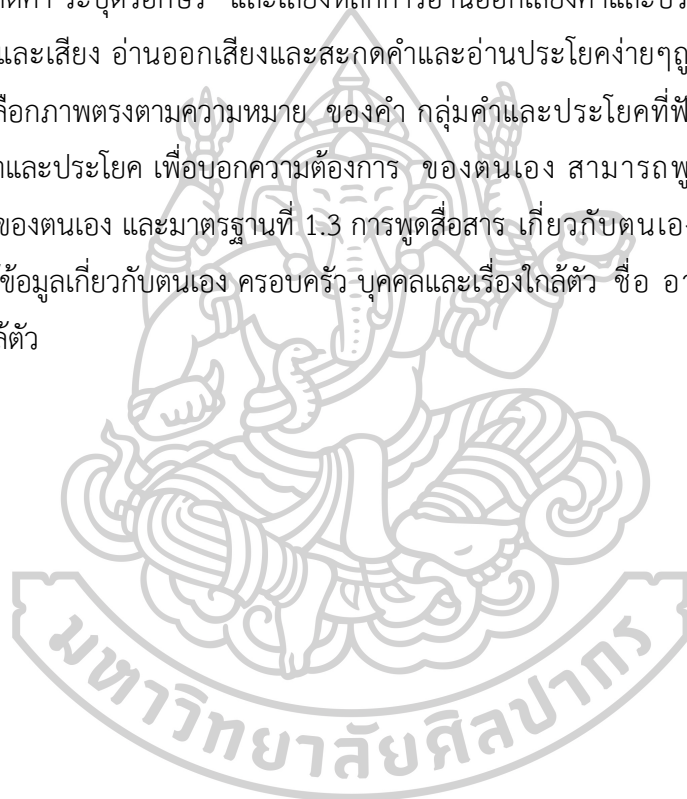 และเสียง อ่านออกเสียงและสะกดคำและอ่านประโยคง่ายๆถู
ลือกภาพตรงตามความหมาย ของคำ กลุ่มคำและประโยคที่ฟั
และประโยค เพื่อบอกความต้องการ ของตนเอง สามารถพู
ของตนเอง และมาตรฐานที่ 1.3 การพูดสื่อสาร เกี่ยวกับตนเอง
ข้อมูลเกี่ยวกับตนเอง ครอบครัว บุคคลและเรื่องใกล้ตัว ชื่อ อา
ล้ตัว
มหาวิทยาลัยศิลปากร